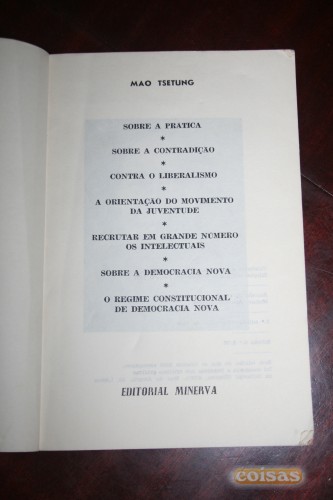 MAO TSETUNG
SOBRE A PRATICA
*
SOBRE A CONTRADIÇÃO
*
CONTRA O LIBERALISMO
*
A ORIENTAÇÃO DO MOVIMENTO
DA JUVENTUDE
*
RECRUTAR EM GRANDE NÚMERO
OS INTELECTUAIS
*
SOBRE A DEMOCRACIA NOVA
*
O REGIME CONSTITUCIONAL
DE DEMOCRACIA NOVA
EDITORIAL MINERVA
coisas